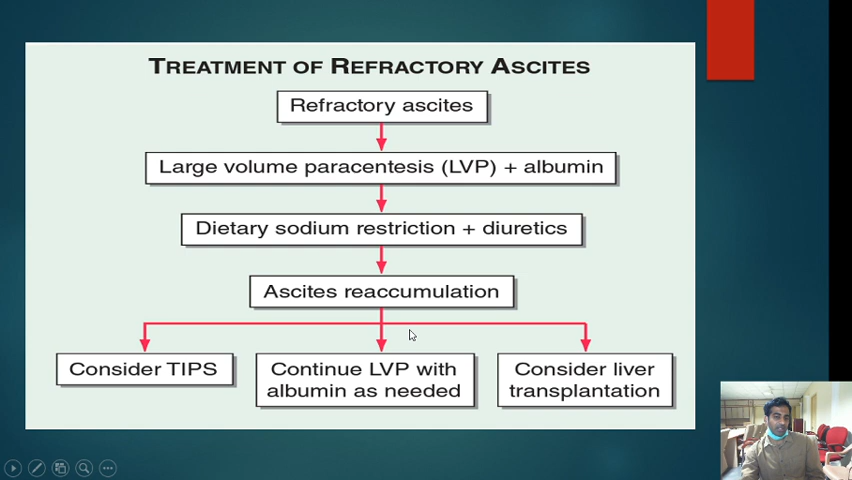 TREATMENT OF REFRACTORY ASCITES
Refractory ascites
Large volume paracentesis (LVP) + albumin
Dietary sodium restriction + diuretics
Ascites reaccumulation
Consider TIPS
Continue LVP with
albumin as needed
Consider liver
transplantation